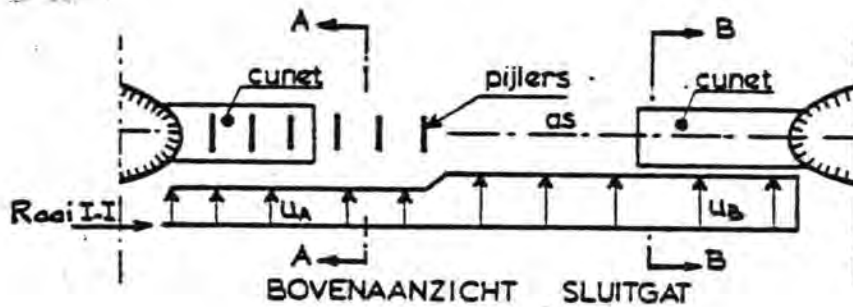 A B
cunet pijlers cunet
as
Raai I-I uA uB
A B
BOVENAANZICHT SLUITGAT